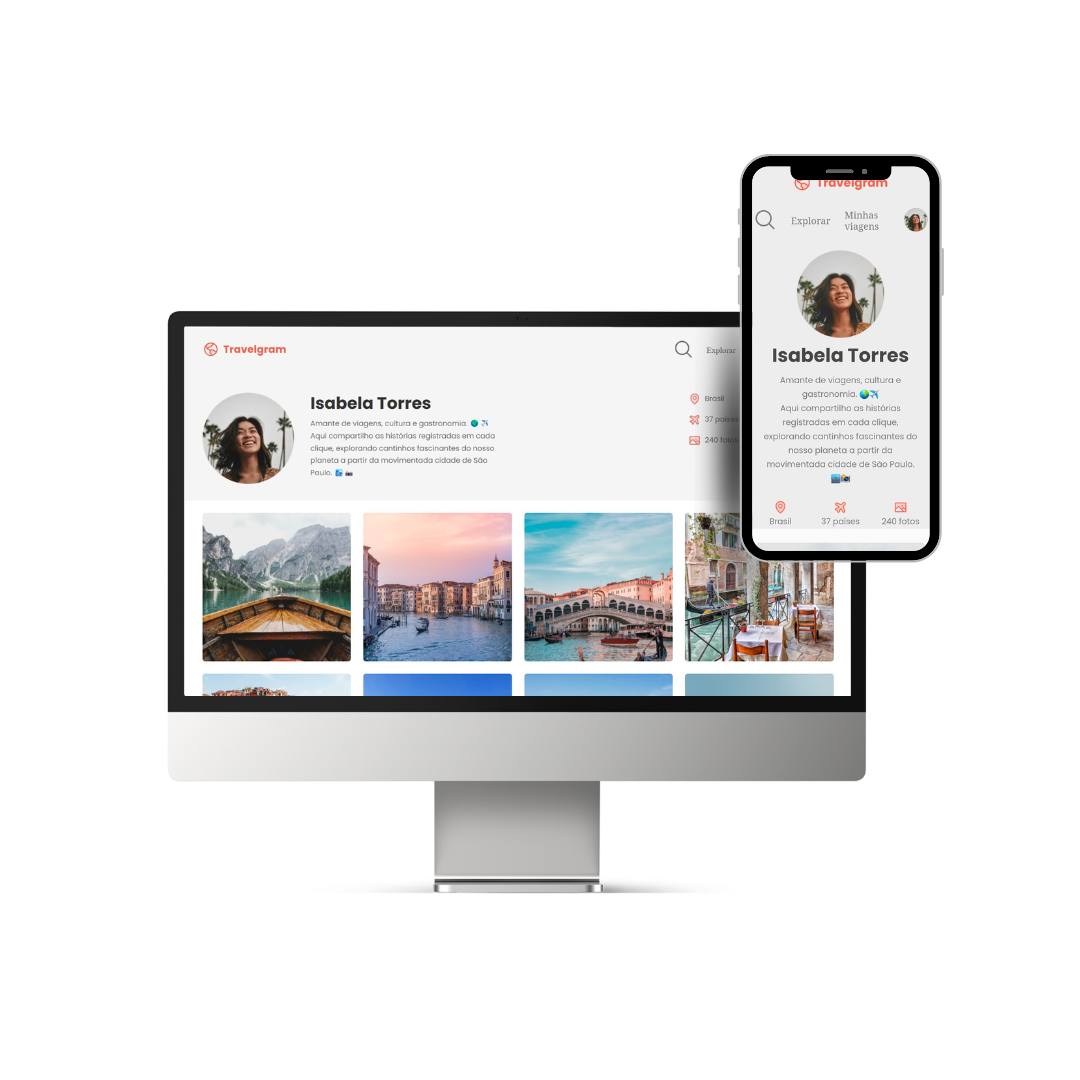 Travelgram
Explorar
Isabela Torres
Amante de viagens, cultura e gastronomia. 🌍 ✈️
Aqui compartilho as histórias registradas em cada
clique, explorando cantinhos fascinantes do nosso
planeta a partir da movimentada cidade de São
Paulo. 🏙️ 📸
Brasil
37 países
240 fotos
Travelgram
Explorar
Minhas
viagens
Isabela Torres
Amante de viagens, cultura e
gastronomia. 🌍✈️
Aqui compartilho as histórias
registradas em cada clique,
explorando cantinhos fascinantes do
nosso planeta a partir da
movimentada cidade de São Paulo.
🏙️📸
Brasil
37 países
240 fotos